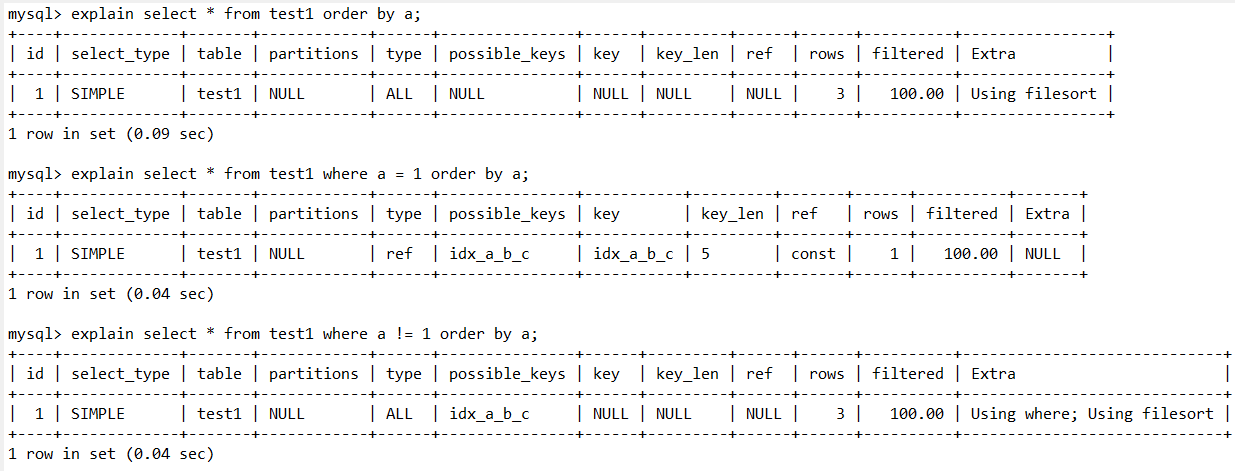 mysql> explain select * from test1 order by a;
+----+-------------+-------+------------+------+---------------+------+---------+------+------+----------+----------------+
| id | select_type | table | partitions | type | possible_keys | key  | key_len | ref  | rows | filtered | Extra          |
+----+-------------+-------+------------+------+---------------+------+---------+------+------+----------+----------------+
|  1 | SIMPLE      | test1 | NULL       | ALL  | NULL          | NULL | NULL    | NULL |    3 |   100.00 | Using filesort |
+----+-------------+-------+------------+------+---------------+------+---------+------+------+----------+----------------+
1 row in set (0.09 sec)
mysql> explain select * from test1 where a = 1 order by a;
+----+-------------+-------+------------+------+---------------+-----------+---------+-------+------+----------+-------+
| id | select_type | table | partitions | type | possible_keys | key       | key_len | ref   | rows | filtered | Extra |
+----+-------------+-------+------------+------+---------------+-----------+---------+-------+------+----------+-------+
|  1 | SIMPLE      | test1 | NULL       | ref  | idx_a_b_c     | idx_a_b_c | 5       | const |    1 |   100.00 | NULL  |
+----+-------------+-------+------------+------+---------------+-----------+---------+-------+------+----------+-------+
1 row in set (0.04 sec)
mysql> explain select * from test1 where a != 1 order by a;
+----+-------------+-------+------------+------+---------------+------+---------+------+------+----------+-----------------------------+
| id | select_type | table | partitions | type | possible_keys | key  | key_len | ref  | rows | filtered | Extra                       |
+----+-------------+-------+------------+------+---------------+------+---------+------+------+----------+-----------------------------+
|  1 | SIMPLE      | test1 | NULL       | ALL  | idx_a_b_c     | NULL | NULL    | NULL |    3 |   100.00 | Using where; Using filesort |
+----+-------------+-------+------------+------+---------------+------+---------+------+------+----------+-----------------------------+
1 row in set (0.04 sec)